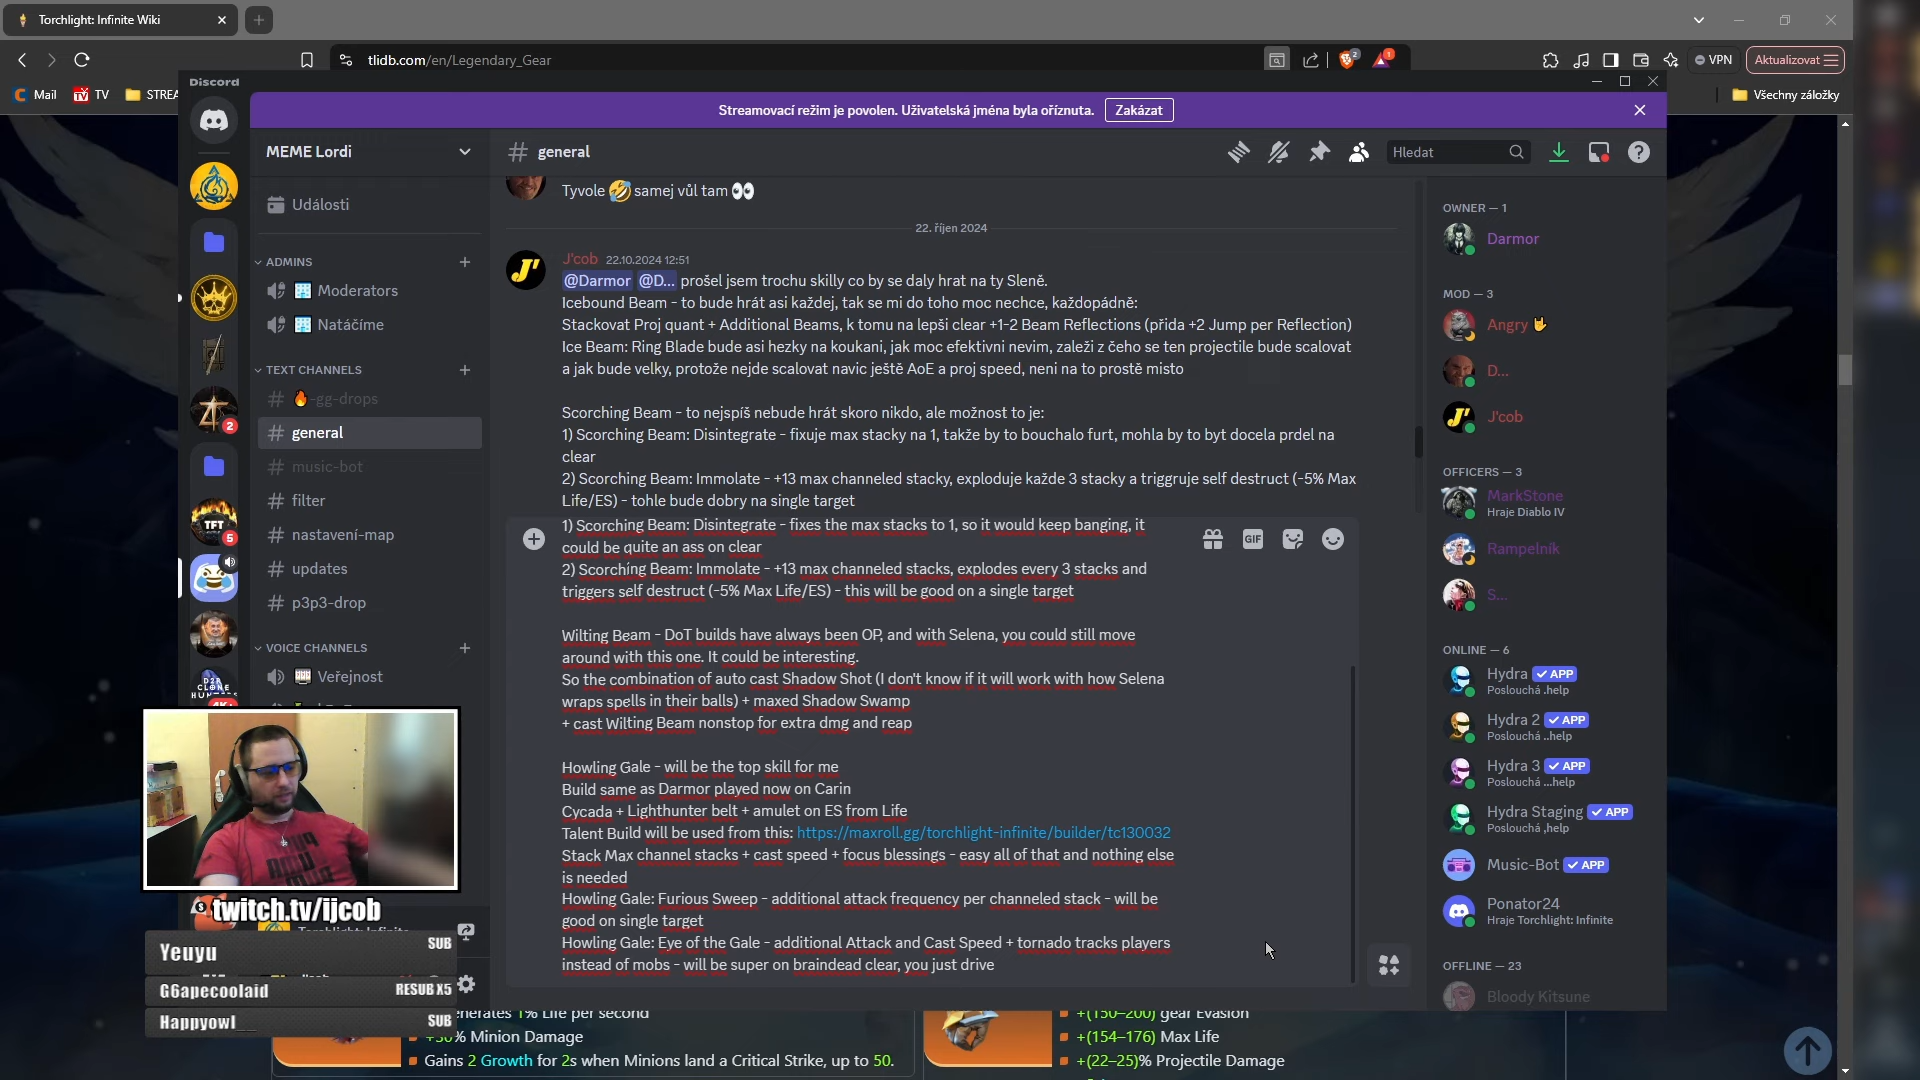 Torchlight: Infinite Wiki
tlidb.com/en/Legendary_Gear
2
1
VPN
Aktualizovat
Mail
TV
STREA
Všechny záložky
Discord
Streamovací režim je povolen. Uživatelská jména byla oříznuta.
Zakázat
MEME Lordi
general
Hledat
Události
ADMINS
Moderators
Natáčíme
TEXT CHANNELS
-gg-drops
general
music-bot
filter
nastavení-map
updates
p3p3-drop
VOICE CHANNELS
Veřejnost
2
TFT
5
D2R
CLONE
Tyvole 🤣 samej vůl tam 👀
22. říjen 2024
J'cob 22.10.2024 12:51
@Darmor @D... prošel jsem trochu skilly co by se daly hrat na ty Sleně.
Icebound Beam - to bude hrát asi každej, tak se mi do toho moc nechce, každopádně:
Stackovat Proj quant + Additional Beams, k tomu na lepši clear +1-2 Beam Reflections (přida +2 Jump per Reflection)
Ice Beam: Ring Blade bude asi hezky na koukani, jak moc efektivni nevim, zaleži z čeho se ten projectile bude scalovat
a jak bude velky, protože nejde scalovat navic ještě AoE a proj speed, neni na to prostě misto
Scorching Beam - to nejspíš nebude hrát skoro nikdo, ale možnost to je:
1) Scorching Beam: Disintegrate - fixuje max stacky na 1, takže by to bouchalo furt, mohla by to byt docela prdel na
clear
2) Scorching Beam: Immolate - +13 max channeled stacky, exploduje každe 3 stacky a triggruje self destruct (-5% Max
Life/ES) - tohle bude dobry na single target
1) Scorching Beam: Disintegrate - fixes the max stacks to 1, so it would keep banging, it
could be quite an ass on clear
2) Scorching Beam: Immolate - +13 max channeled stacks, explodes every 3 stacks and
triggers self destruct (-5% Max Life/ES) - this will be good on a single target
Wilting Beam - DoT builds have always been OP, and with Selena, you could still move
around with this one. It could be interesting.
So the combination of auto cast Shadow Shot (I don't know if it will work with how Selena
wraps spells in their balls) + maxed Shadow Swamp
+ cast Wilting Beam nonstop for extra dmg and reap
Howling Gale - will be the top skill for me
Build same as Darmor played now on Carin
Cycada + Lighthunter belt + amulet on ES from Life
Talent Build will be used from this: https://maxroll.gg/torchlight-infinite/builder/tc130032
Stack Max channel stacks + cast speed + focus blessings - easy all of that and nothing else
is needed
Howling Gale: Furious Sweep - additional attack frequency per channeled stack - will be
good on single target
Howling Gale: Eye of the Gale - additional Attack and Cast Speed + tornado tracks players
instead of mobs - will be super on braindead clear, you just drive
GIF
OWNER — 1
Darmor
MOD — 3
Angry 🤘
D...
J'cob
OFFICERS — 3
MarkStone
Hraje Diablo IV
Rampelník
S...
ONLINE — 6
Hydra APP
Poslouchá .help
Hydra 2 APP
Poslouchá ..help
Hydra 3 APP
Poslouchá ...help
Hydra Staging APP
Poslouchá ,help
Music-Bot APP
Ponator24
Hraje Torchlight: Infinite
OFFLINE — 23
Bloody Kitsune
twitch.tv/ijcob
Yeuyu SUB
G6apecoolaid RESUB X5
Happyowl__ SUB
enerates 1% Life per second
+30% Minion Damage
Gains 2 Growth for 2s when Minions land a Critical Strike, up to 50.
+(150–200) gear Evasion
+(154–176) Max Life
+(22–25)% Projectile Damage